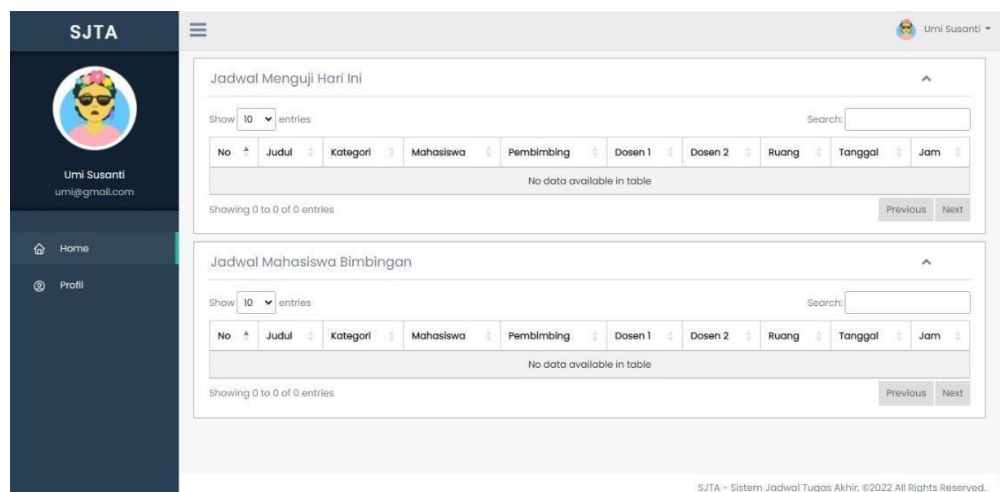 SJTA
Umi Susanti
Umi Susanti
umi@gmail.com
Home
Profil
Jadwal Menguji Hari Ini
Show 10 entries Search:
No Judul Kategori Mahasiswa Pembimbing Dosen 1 Dosen 2 Ruang Tanggal Jam
No data available in table
Showing 0 to 0 of 0 entries Previous Next
Jadwal Mahasiswa Bimbingan
Show 10 entries Search:
No Judul Kategori Mahasiswa Pembimbing Dosen 1 Dosen 2 Ruang Tanggal Jam
No data available in table
Showing 0 to 0 of 0 entries Previous Next
SJTA - Sistem Jadwal Tugas Akhir. ©2022 All Rights Reserved.